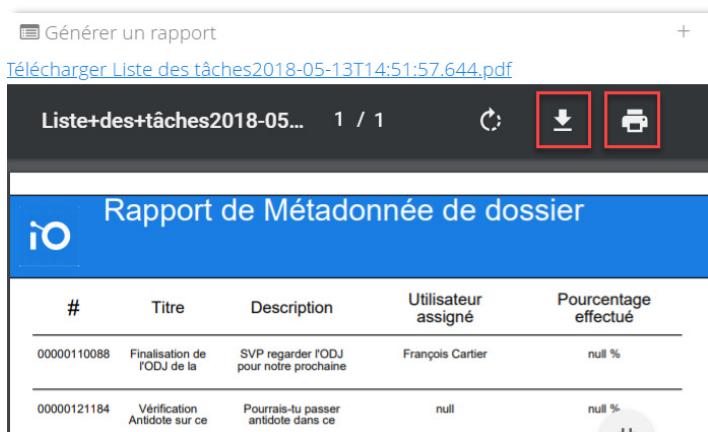 Générer un rapport
Télécharger Liste des tâches2018-05-13T14:51:57.644.pdf
Liste+des+tâches2018-05... 1 / 1
Rapport de Métadonnée de dossier
iO
# Titre Description Utilisateur assigné Pourcentage effectué
00000110088 Finalisation de SVP regarder l'ODJ François Cartier null %
l'ODJ de la pour notre prochaine
00000121184 Vérification Pourrais-tu passer null null %
Antidote sur ce antidote dans ce